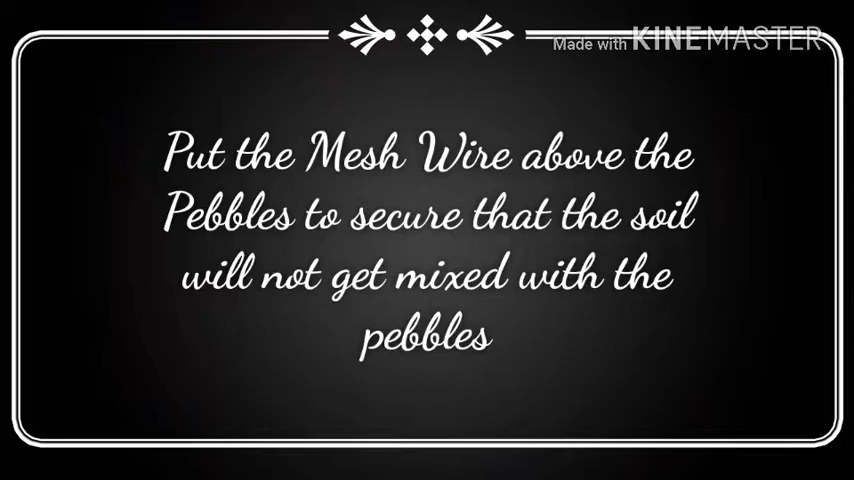 Made with KINEMASTER
Put the Mesh Wire above the
Pebbles to secure that the soil
will not get mixed with the
pebbles